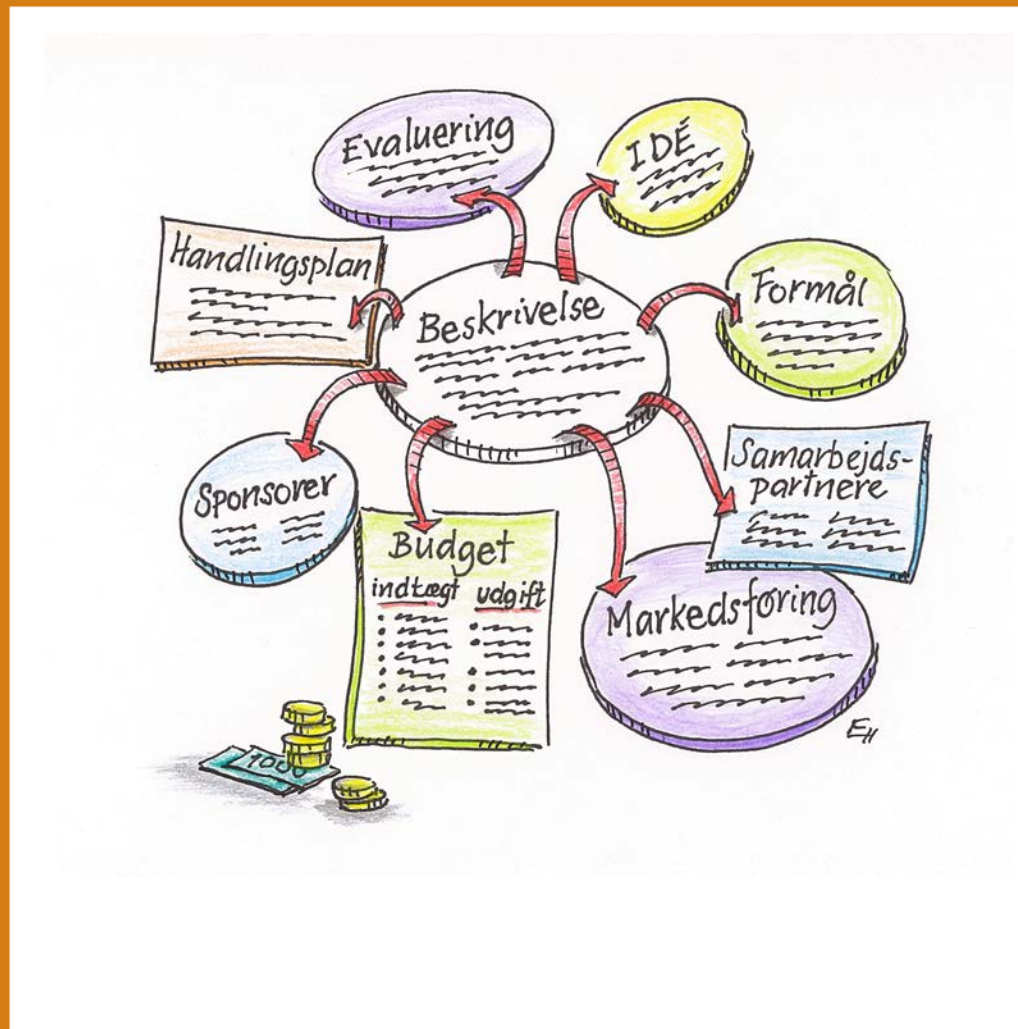 Evaluering
IDÉ
Handlingsplan
Beskrivelse
Formål
Sponsorer
Samarbejds-
partnere
Budget
indtægt udgift
Markedsføring
EH
1000